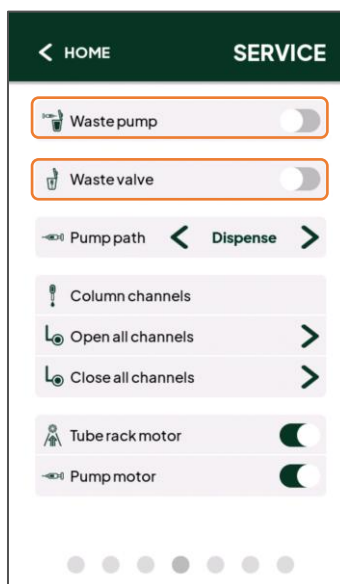 HOME SERVICE
Waste pump
Waste valve
Pump path Dispense
Column channels
Open all channels
Close all channels
Tube rack motor
Pump motor